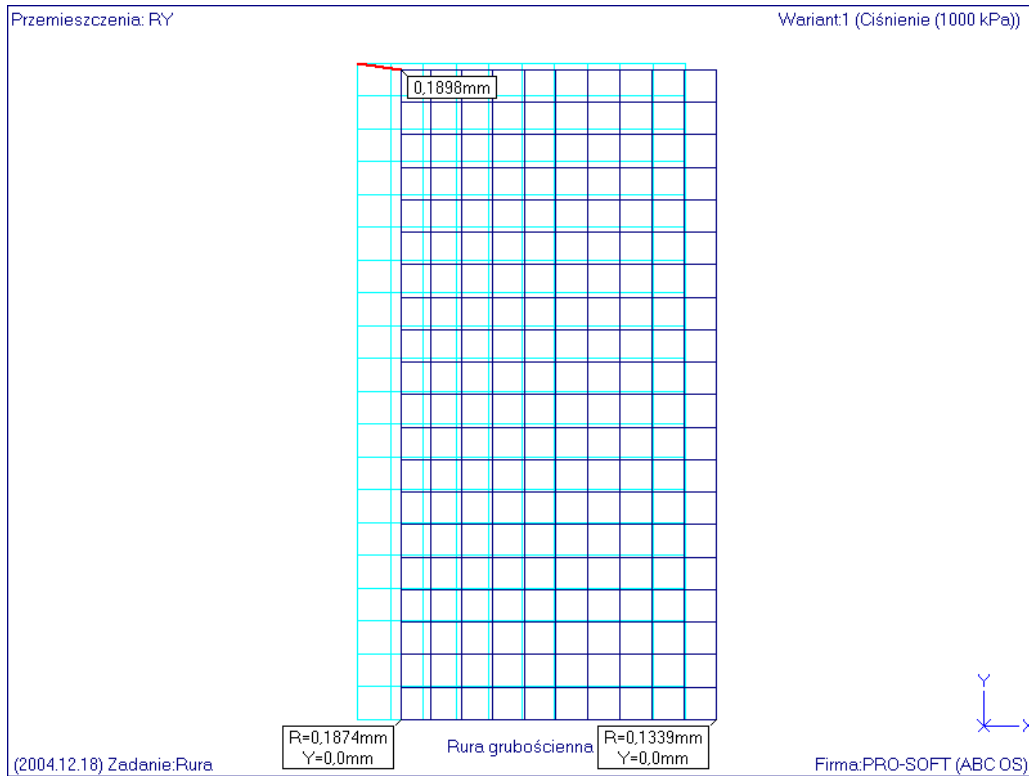 Przemieszczenia: RY
Wariant:1 (Ciśnienie (1000 kPa))
0,1898mm
R=0,1874mm
Y=0,0mm
Rura grubościenna
R=0,1339mm
Y=0,0mm
Y
X
(2004.12.18) Zadanie:Rura
Firma:PRO-SOFT (ABC OS)